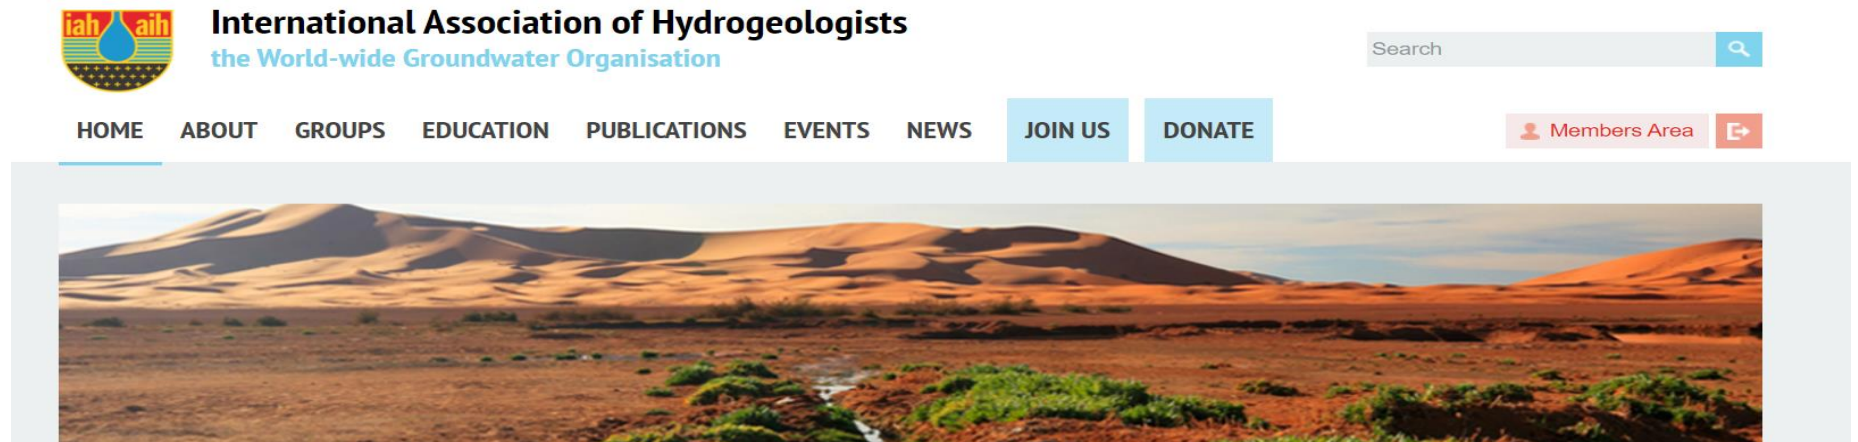 iah aih
International Association of Hydrogeologists
the World-wide Groundwater Organisation
Search
HOME ABOUT GROUPS EDUCATION PUBLICATIONS EVENTS NEWS JOIN US DONATE
Members Area